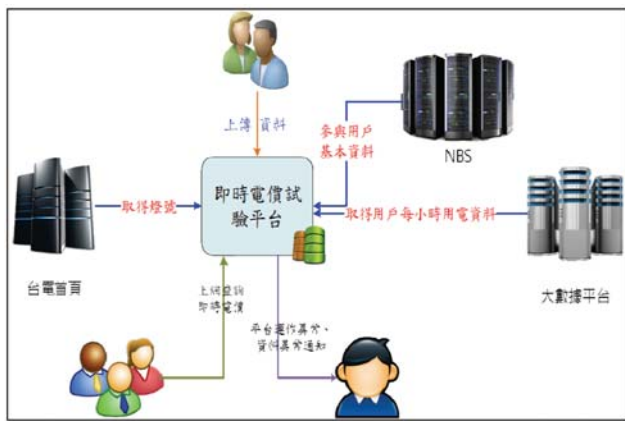 上傳 資料
參與用戶
基本資料
NBS
即時電價試
驗平台
取得燈號
取得用戶每小時用電資料
台電首頁
大數據平台
上網查詢
即時電價
平台運作異常、
資料異常通知